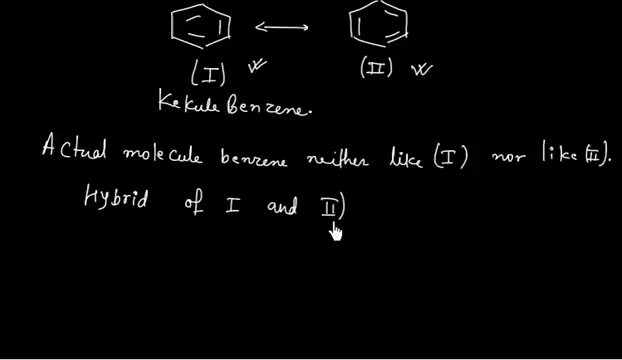 (I) (II)
Kekule Benzene.
Actual molecule benzene neither like (I) nor like (II).
Hybrid of I and II)